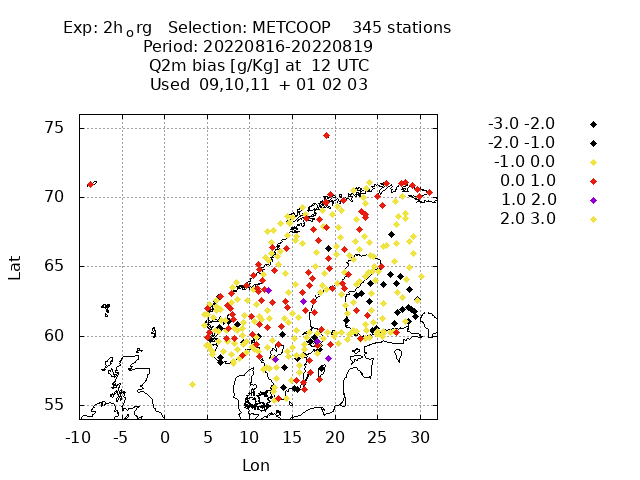 Exp: 2h_org   Selection: METCOOP    345 stations
Period: 20220816-20220819
Q2m bias [g/Kg] at  12 UTC
Used  09,10,11  + 01 02 03
-3.0 -2.0
-2.0 -1.0
-1.0 0.0
0.0 1.0
1.0 2.0
2.0 3.0
75
70
65
60
55
Lat
-10 -5 0 5 10 15 20 25 30
Lon